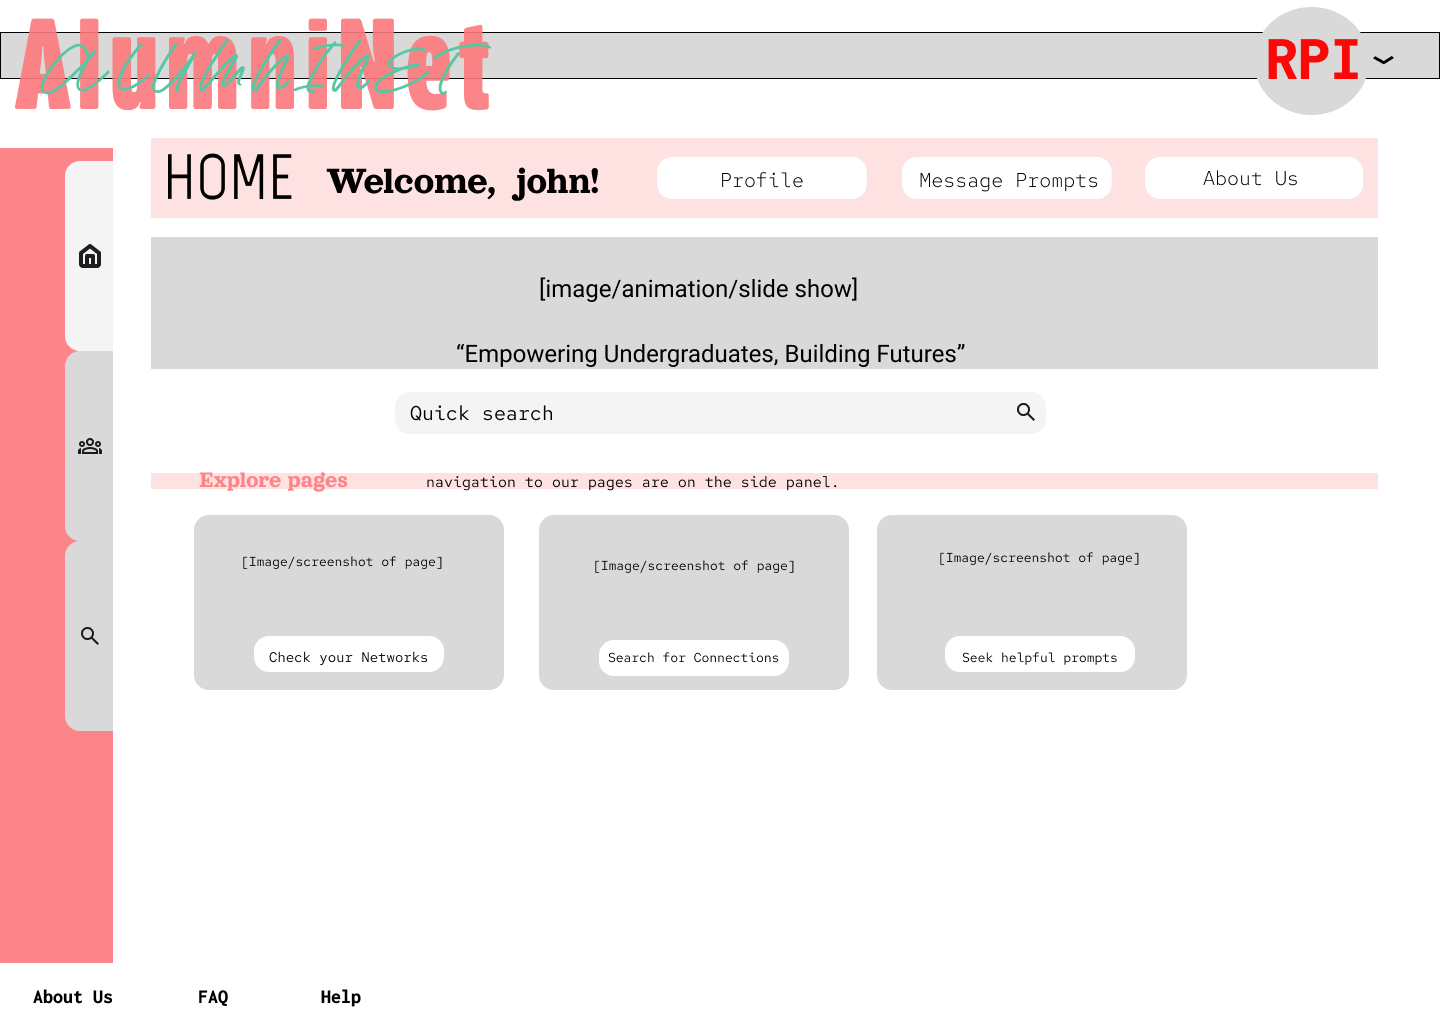 AlumniNet
aLUMnINET
RPI
HOME
Welcome, john!
Profile
Message Prompts
About Us
[image/animation/slide show]
“Empowering Undergraduates, Building Futures”
Quick search
Explore pages
navigation to our pages are on the side panel.
[Image/screenshot of page]
[Image/screenshot of page]
[Image/screenshot of page]
Check your Networks
Search for Connections
Seek helpful prompts
About Us
FAQ
Help